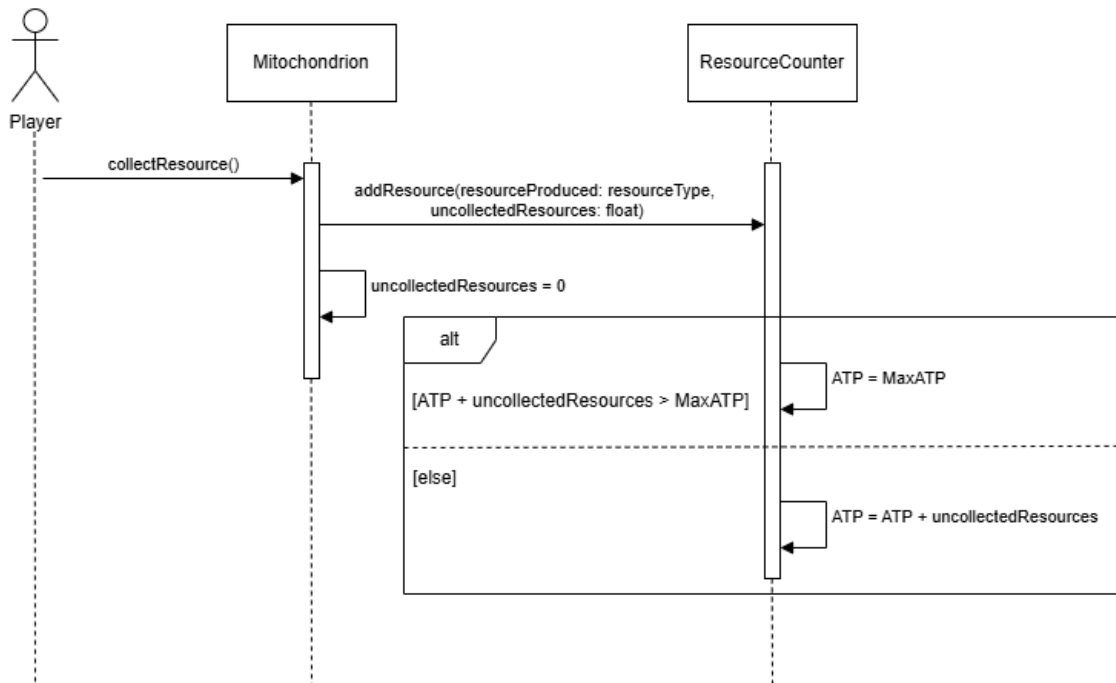 Mitochondrion
ResourceCounter
Player
collectResource()
addResource(resourceProduced: resourceType,
uncollectedResources: float)
uncollectedResources = 0
alt
ATP = MaxATP
[ATP + uncollectedResources > MaxATP]
[else]
ATP = ATP + uncollectedResources